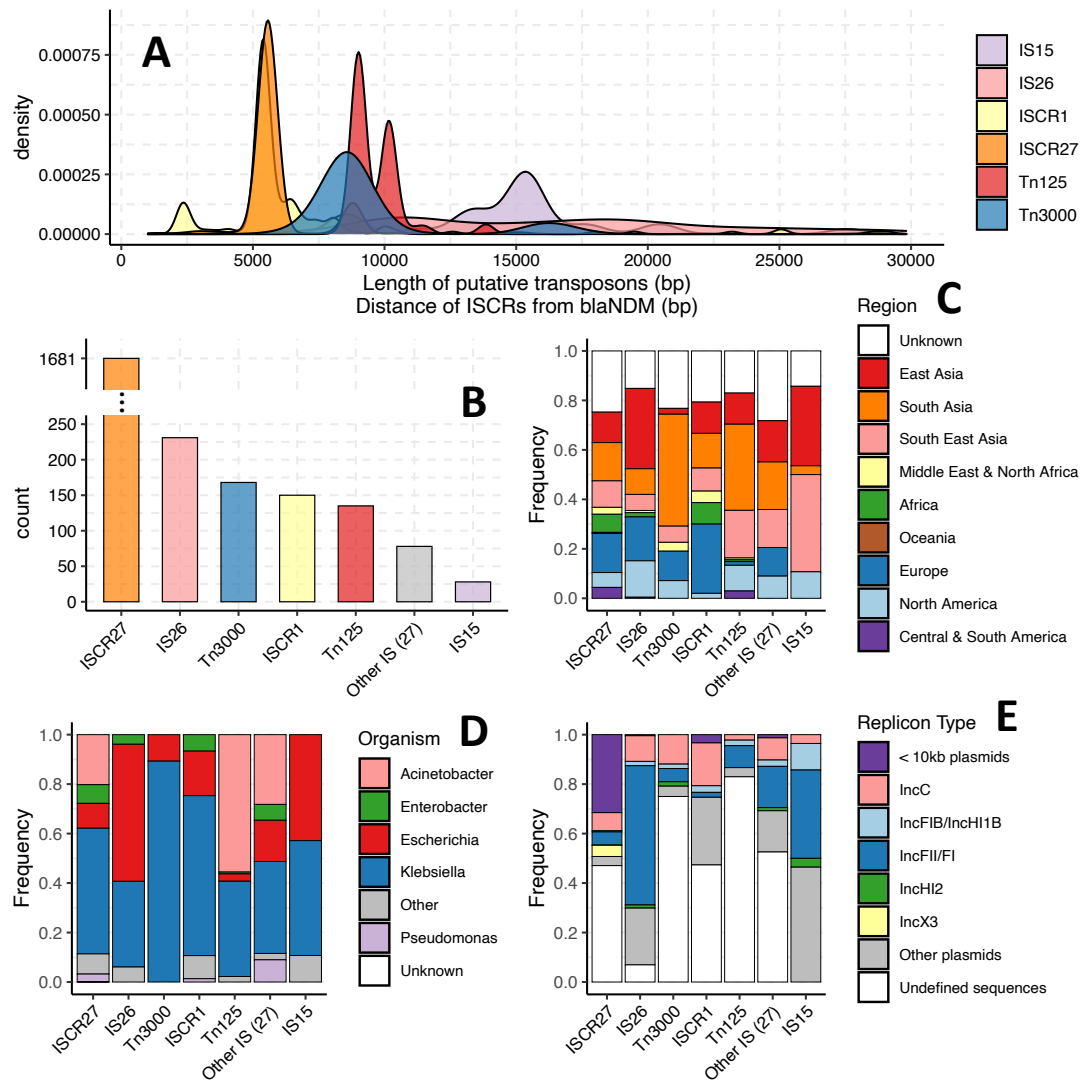 A
density
0.00075
0.00050
0.00025
0.00000
0
5000
10000
15000
20000
25000
30000
Length of putative transposons (bp)
Distance of ISCRs from blaNDM (bp)
IS15
IS26
ISCR1
ISCR27
Tn125
Tn3000
B
count
1681
250
200
150
100
50
0
ISCR27
IS26
Tn3000
ISCR1
Tn125
Other IS (27)
IS15
C
Frequency
1.0
0.8
0.6
0.4
0.2
0.0
ISCR27
IS26
Tn3000
ISCR1
Tn125
Other IS (27)
IS15
Region
Unknown
East Asia
South Asia
South East Asia
Middle East & North Africa
Africa
Oceania
Europe
North America
Central & South America
D
Frequency
1.0
0.8
0.6
0.4
0.2
0.0
ISCR27
IS26
Tn3000
ISCR1
Tn125
Other IS (27)
IS15
Organism
Acinetobacter
Enterobacter
Escherichia
Klebsiella
Other
Pseudomonas
Unknown
E
Frequency
1.0
0.8
0.6
0.4
0.2
0.0
ISCR27
IS26
Tn3000
ISCR1
Tn125
Other IS (27)
IS15
Replicon Type
< 10kb plasmids
IncC
IncFIB/IncHI1B
IncFII/FI
IncHI2
IncX3
Other plasmids
Undefined sequences